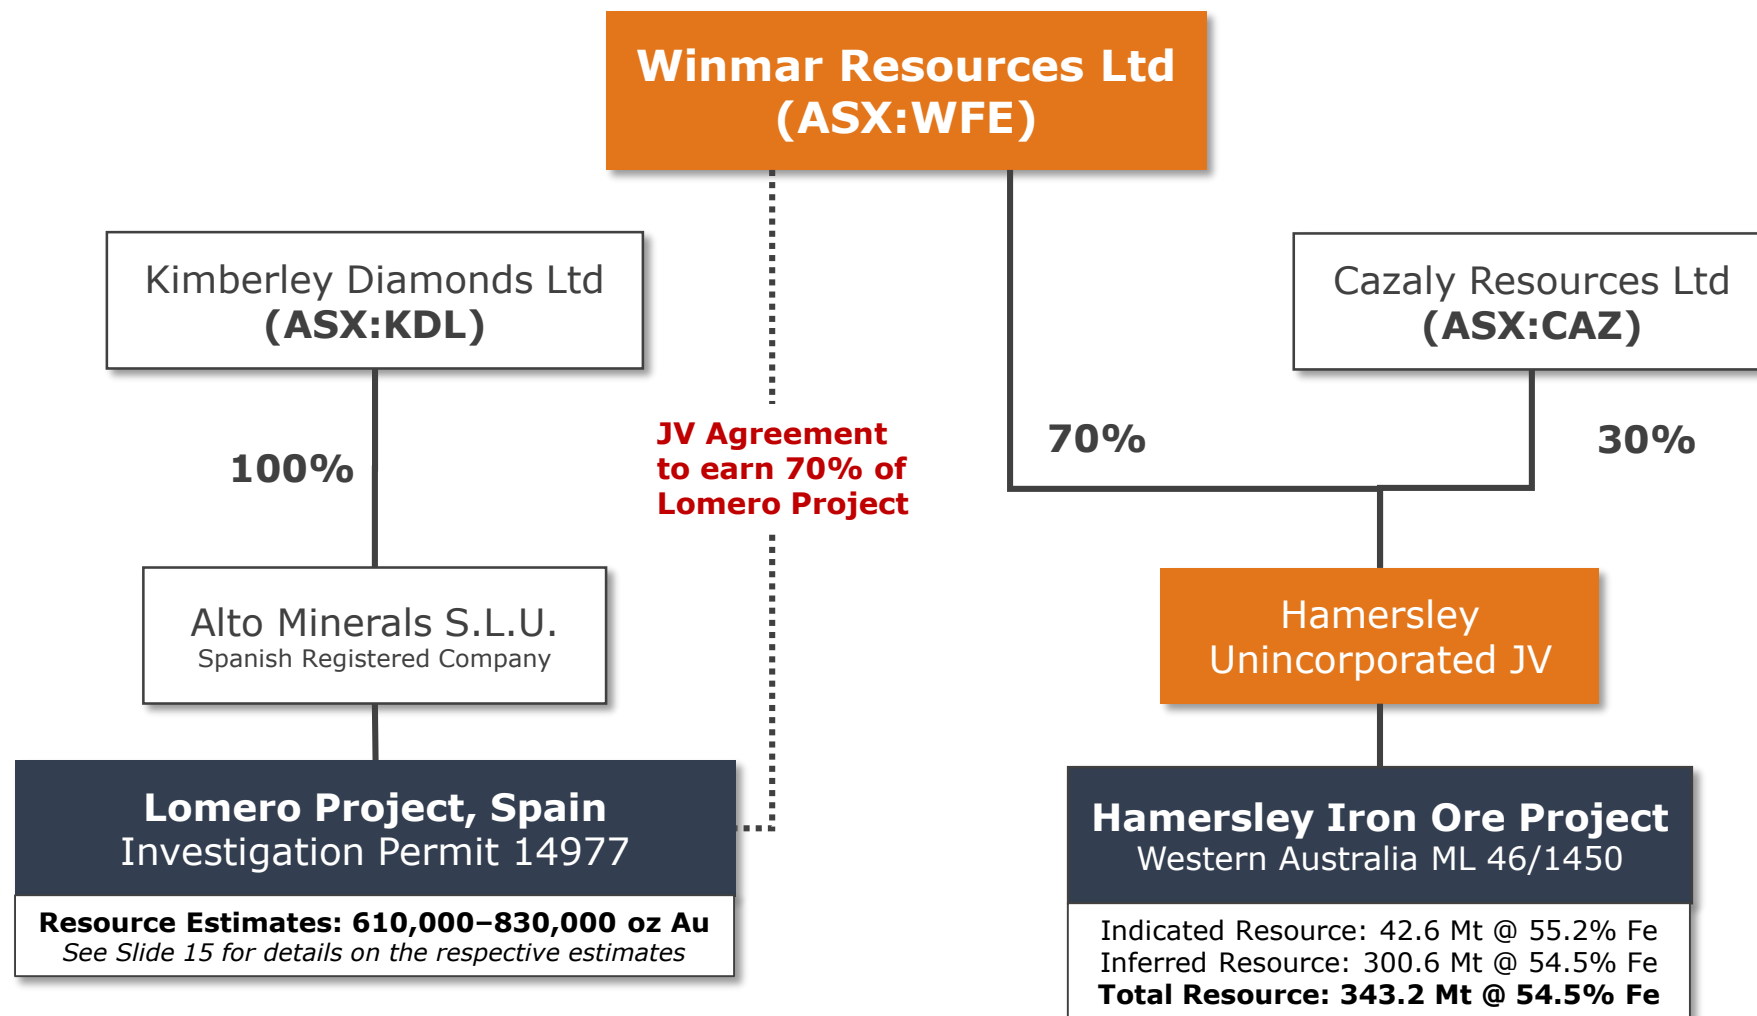 Winmar Resources Ltd
(ASX:WFE)
Kimberley Diamonds Ltd
(ASX:KDL)
Cazaly Resources Ltd
(ASX:CAZ)
100%
JV Agreement
to earn 70% of
Lomero Project
70%
30%
Alto Minerals S.L.U.
Spanish Registered Company
Hamersley
Unincorporated JV
Lomero Project, Spain
Investigation Permit 14977
Resource Estimates: 610,000–830,000 oz Au
See Slide 15 for details on the respective estimates
Hamersley Iron Ore Project
Western Australia ML 46/1450
Indicated Resource: 42.6 Mt @ 55.2% Fe
Inferred Resource: 300.6 Mt @ 54.5% Fe
Total Resource: 343.2 Mt @ 54.5% Fe